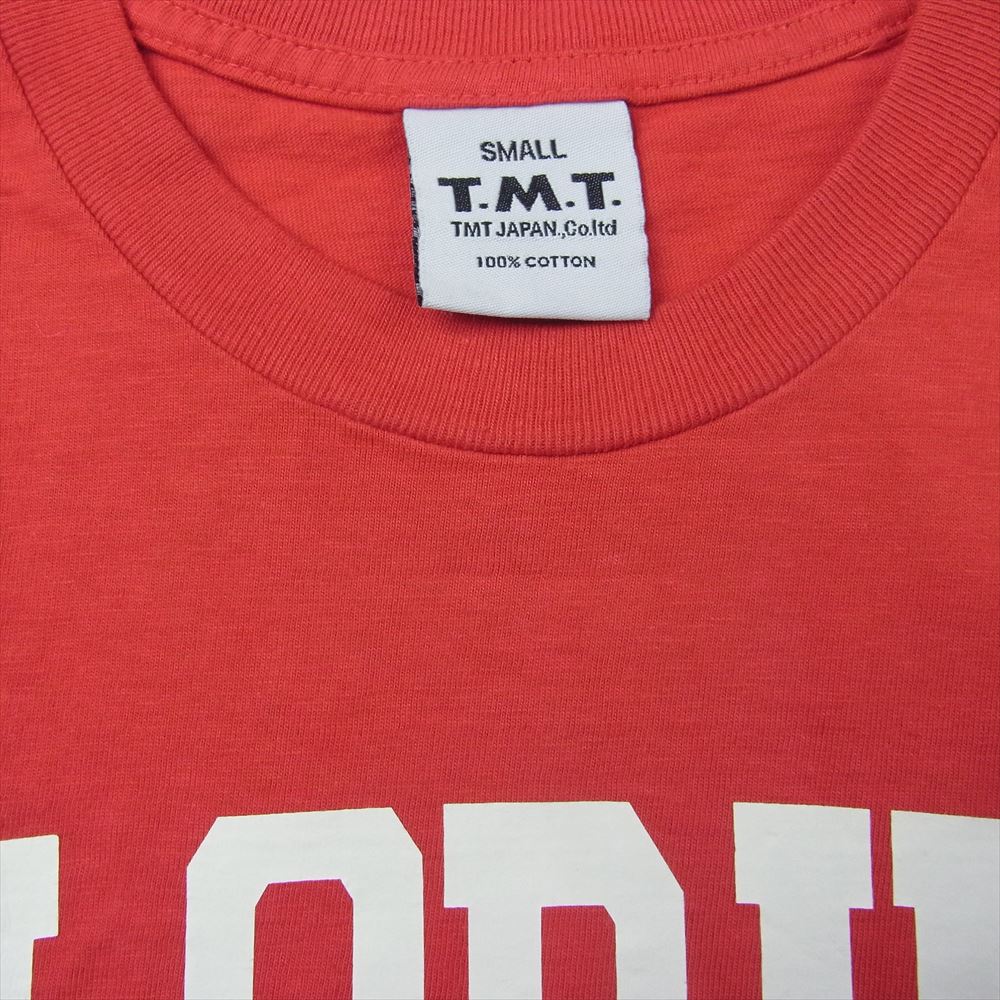 SMALL
T.M.T.
TMT JAPAN.,Co.ltd
100% COTTON